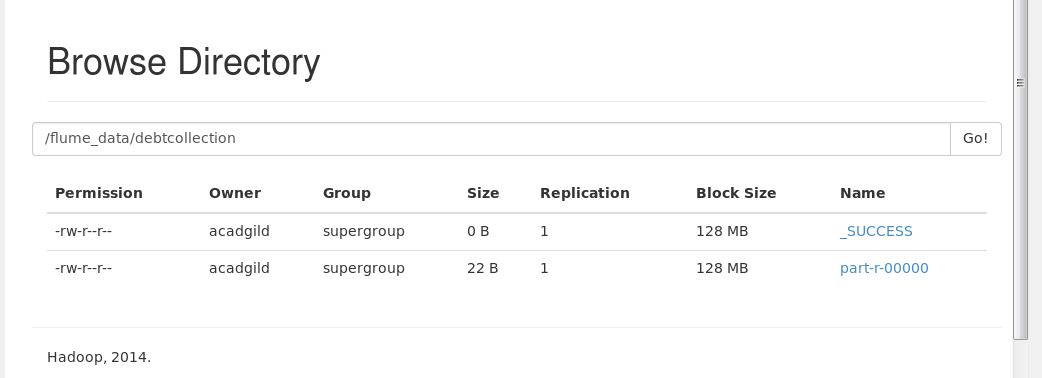 Browse Directory
/flume_data/debtcollection Go!
Permission Owner Group Size Replication Block Size Name
-rw-r--r-- acadgild supergroup 0 B 1 128 MB _SUCCESS
-rw-r--r-- acadgild supergroup 22 B 1 128 MB part-r-00000
Hadoop, 2014.